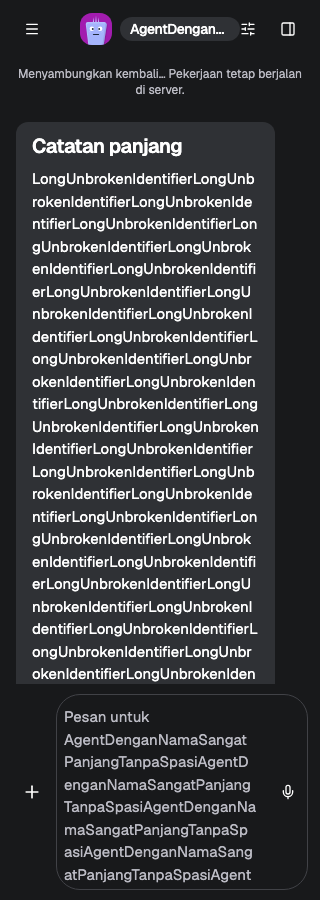 AgentDengan...
Menyambungkan kembali... Pekerjaan tetap berjalan
di server.
Catatan panjang
LongUnbrokenIdentifierLongUnb
rokenIdentifierLongUnbrokenIde
ntifierLongUnbrokenIdentifierLon
gUnbrokenIdentifierLongUnbrok
enIdentifierLongUnbrokenIdentifi
erLongUnbrokenIdentifierLongU
nbrokenIdentifierLongUnbrokenI
dentifierLongUnbrokenIdentifierL
ongUnbrokenIdentifierLongUnbr
okenIdentifierLongUnbrokenIden
tifierLongUnbrokenIdentifierLong
UnbrokenIdentifierLongUnbroken
IdentifierLongUnbrokenIdentifier
LongUnbrokenIdentifierLongUnb
rokenIdentifierLongUnbrokenIde
ntifierLongUnbrokenIdentifierLon
gUnbrokenIdentifierLongUnbrok
enIdentifierLongUnbrokenIdentifi
erLongUnbrokenIdentifierLongU
nbrokenIdentifierLongUnbrokenI
dentifierLongUnbrokenIdentifierL
ongUnbrokenIdentifierLongUnbr
okenIdentifierLongUnbrokenIden
Pesan untuk
AgentDenganNamaSangat
PanjangTanpaSpasiAgentD
enganNamaSangatPanjang
TanpaSpasiAgentDenganNa
maSangatPanjangTanpaSp
asiAgentDenganNamaSang
atPanjangTanpaSpasiAgent